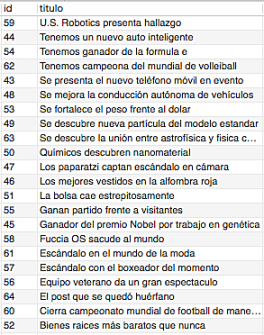 id titulo
59 U.S. Robotics presenta hallazgo
44 Tenemos un nuevo auto inteligente
54 Tenemos ganador de la formula e
62 Tenemos campeona del mundial de volleiball
43 Se presenta el nuevo teléfono móvil en evento
48 Se mejora la conducción autónoma de vehículos
53 Se fortalece el peso frente al dolar
49 Se descubre nueva partícula del modelo estandar
63 Se descubre la unión entre astrofísica y fisica c...
50 Químicos descubren nanomaterial
47 Los paparatzi captan escándalo en cámara
46 Los mejores vestidos en la alfombra roja
51 La bolsa cae estrepitosamente
55 Ganan partido frente a visitantes
45 Ganador del premio Nobel por trabajo en genética
58 Fuccia OS sacude al mundo
61 Escándalo en el mundo de la moda
57 Escándalo con el boxeador del momento
56 Equipo veterano da un gran espectaculo
64 El post que se quedó huérfano
60 Cierra campeonato mundial de football de mane...
52 Bienes raices más baratos que nunca